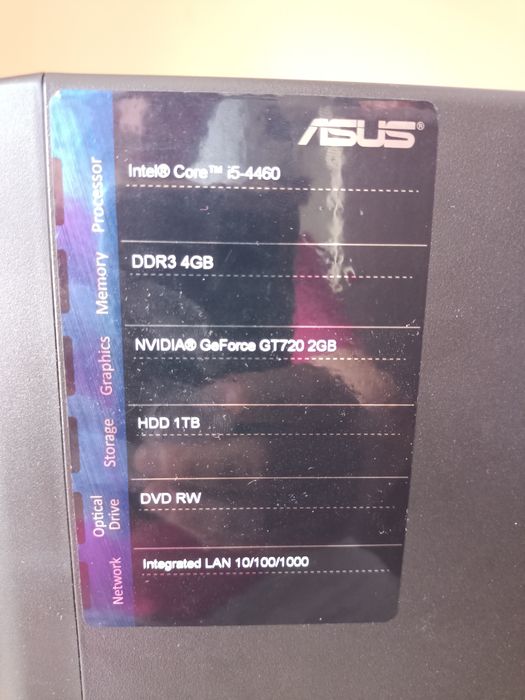 ASUS®
Processor
Intel® Core™ i5-4460
Memory
DDR3 4GB
Graphics
NVIDIA® GeForce GT720 2GB
Storage
HDD 1TB
Optical
Drive
DVD RW
Network
Integrated LAN 10/100/1000